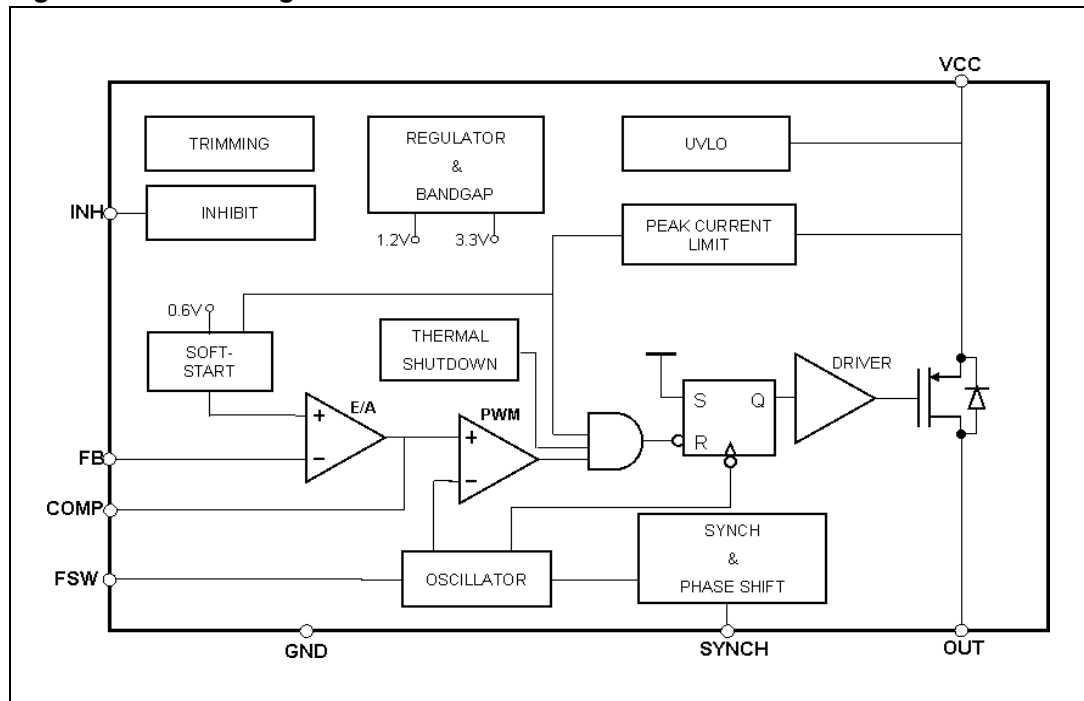 VCC
TRIMMING
REGULATOR
&
BANDGAP
UVLO
INH
INHIBIT
PEAK CURRENT
LIMIT
1.2V
3.3V
0.6V
SOFT-
START
THERMAL
SHUTDOWN
DRIVER
S
Q
R
E/A
PWM
+
−
+
−
FB
COMP
FSW
OSCILLATOR
SYNCH
&
PHASE SHIFT
GND
SYNCH
OUT